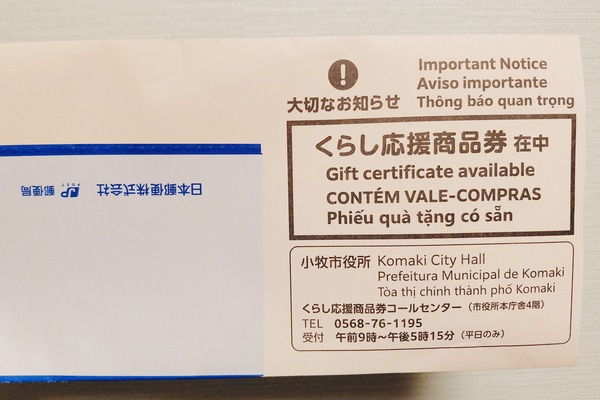 Important Notice
Aviso importante
大切なお知らせ Thông báo quan trọng
くらし応援商品券 在中
Gift certificate available
CONTÉM VALE-COMPRAS
Phiếu quà tặng có sẵn
小牧市役所 Komaki City Hall
Prefeitura Municipal de Komaki
Tòa thị chính thành phố Komaki
くらし応援商品券コールセンター（市役所本庁舎4階）
TEL 0568-76-1195
受付 午前9時～午後5時15分（平日のみ）
日本郵便株式会社 JP POST 郵便局